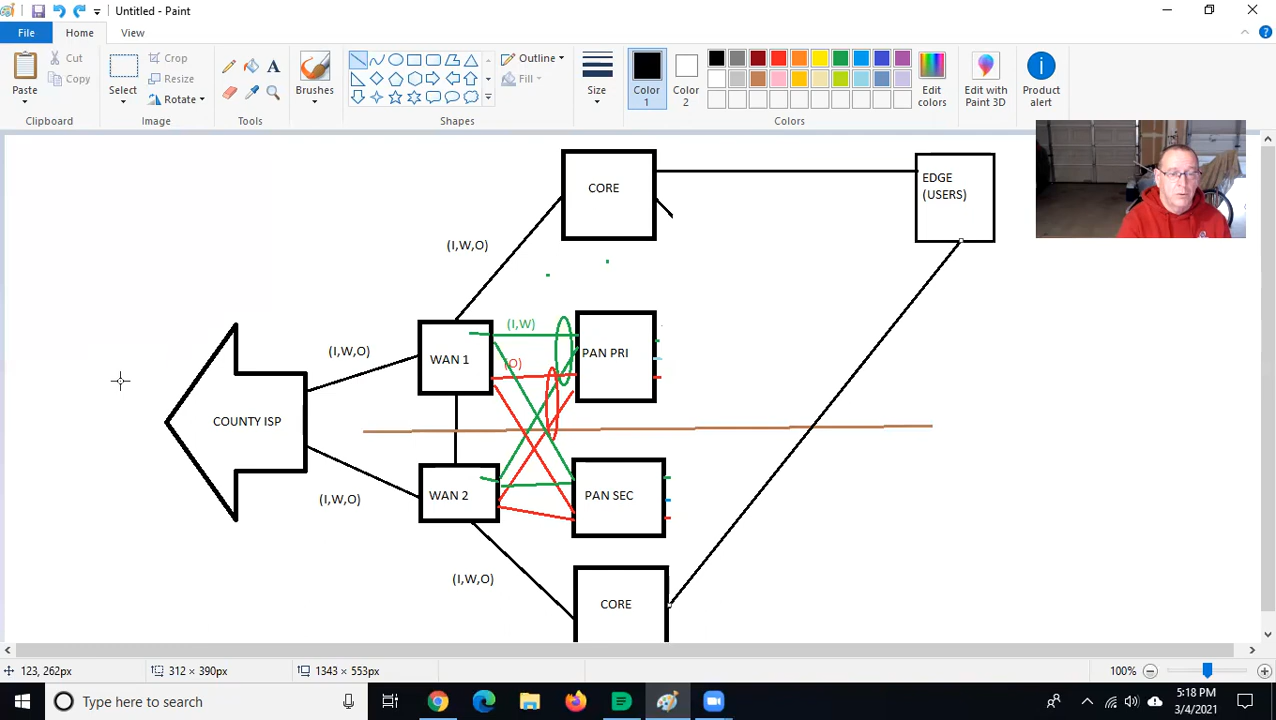 Untitled - Paint
File
Home
View
Paste
Cut
Copy
Clipboard
Select
Crop
Resize
Rotate
Image
Tools
Brushes
Outline
Fill
Shapes
Size
Color
1
Color
2
Edit
colors
Colors
Edit with
Paint 3D
Product
alert
CORE
EDGE
(USERS)
(I,W,O)
(I,W)
(I,W,O)
WAN 1
PAN PRI
(O)
COUNTY ISP
(I,W,O)
WAN 2
PAN SEC
(I,W,O)
CORE
123, 262px
312 × 390px
1343 × 553px
100%
Type here to search
5:18 PM
3/4/2021